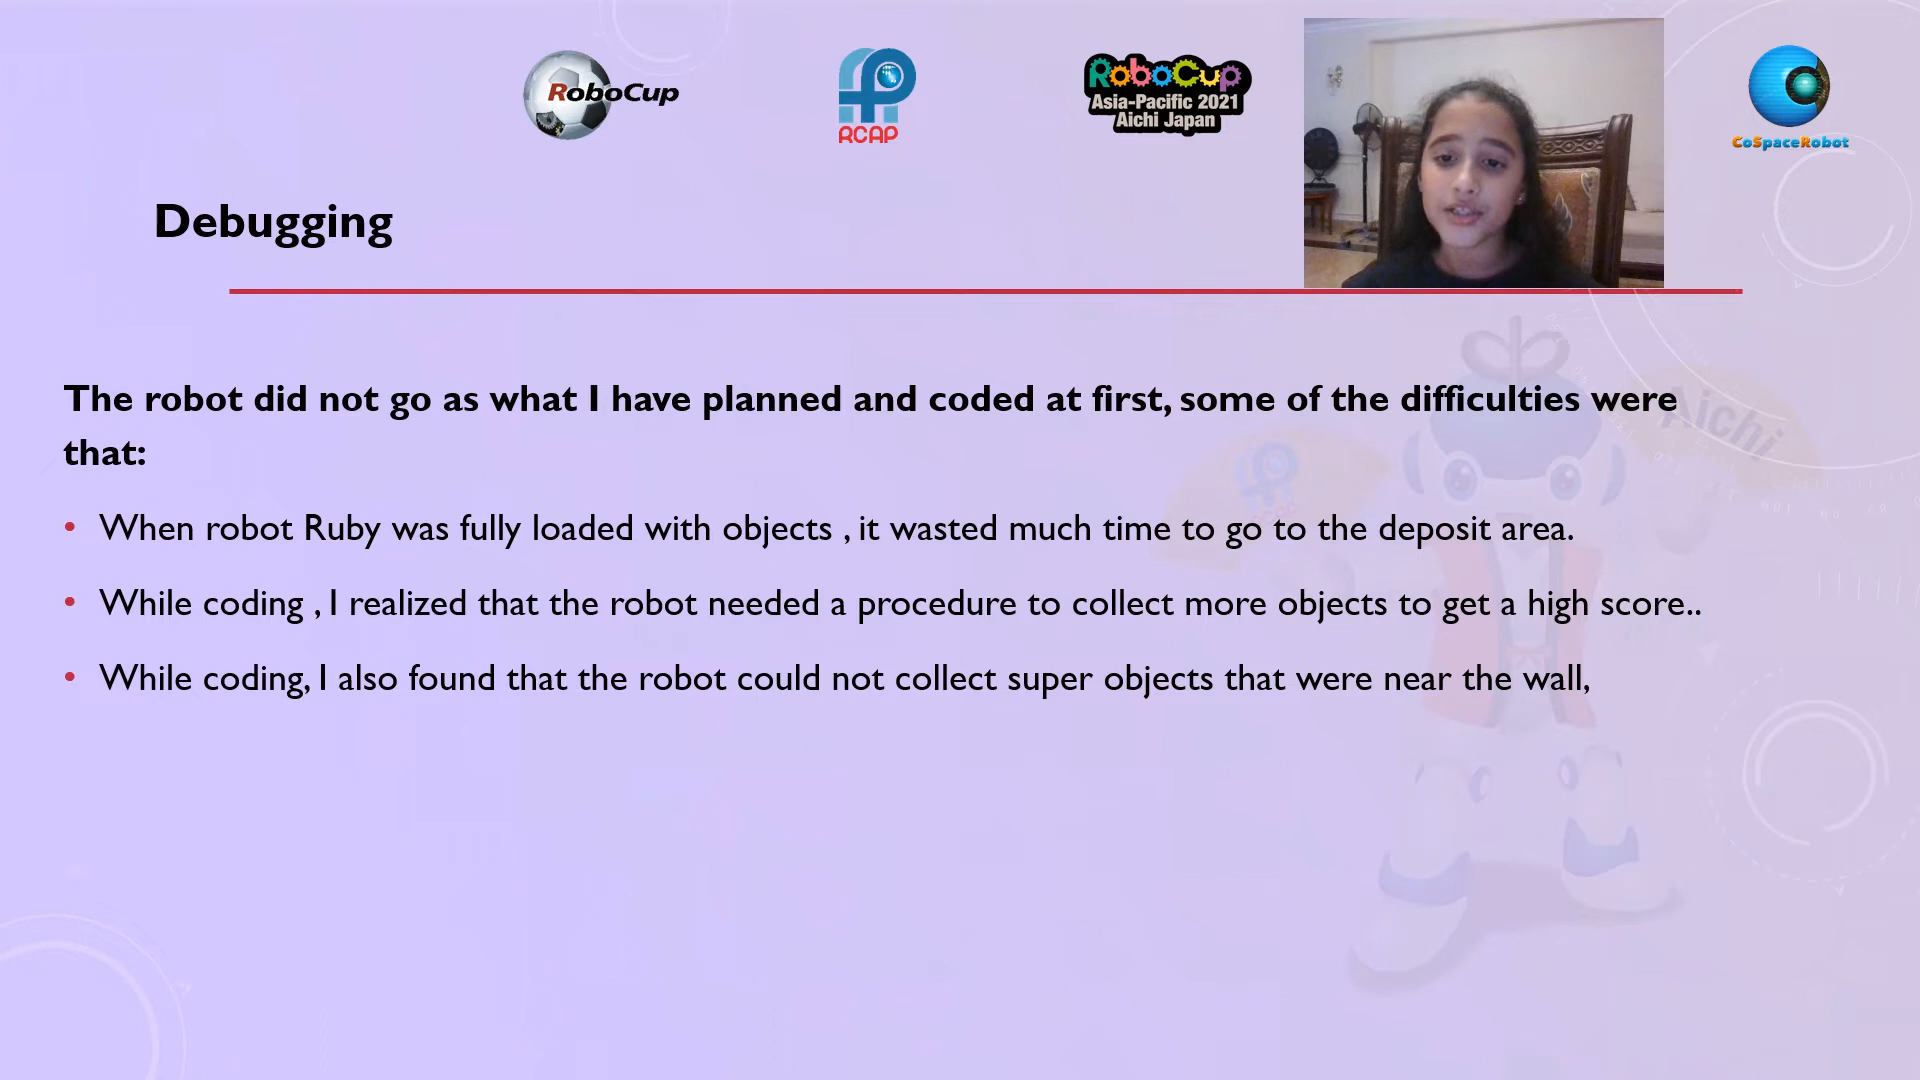 RoboCup
RCAP
RoboCup
Asia-Pacific 2021
Aichi Japan
CoSpaceRobot
Debugging
The robot did not go as what I have planned and coded at first, some of the difficulties were
that:
• When robot Ruby was fully loaded with objects , it wasted much time to go to the deposit area.
• While coding , I realized that the robot needed a procedure to collect more objects to get a high score..
• While coding, I also found that the robot could not collect super objects that were near the wall,
Aichi